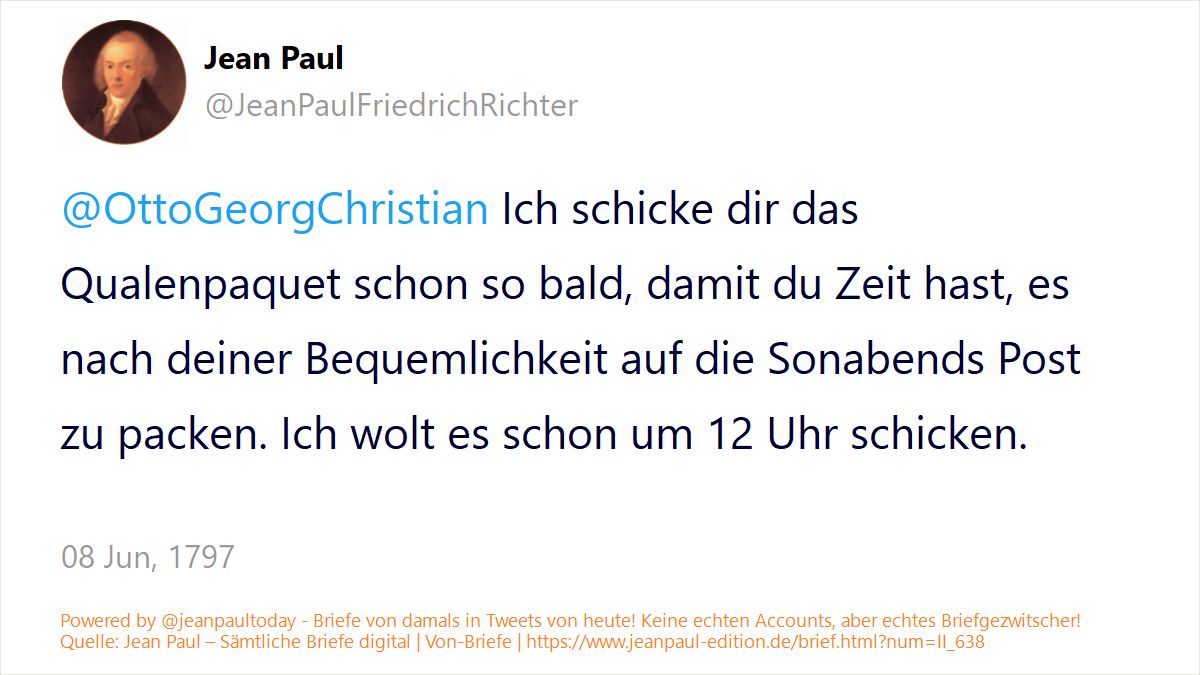 Jean Paul
@JeanPaulFriedrichRichter
@OttoGeorgChristian Ich schicke dir das
Qualenpaquet schon so bald, damit du Zeit hast, es
nach deiner Bequemlichkeit auf die Sonabends Post
zu packen. Ich wolt es schon um 12 Uhr schicken.
08 Jun, 1797
Powered by @jeanpaultoday - Briefe von damals in Tweets von heute! Keine echten Accounts, aber echtes Briefgezwitscher!
Quelle: Jean Paul – Sämtliche Briefe digital | Von-Briefe | https://www.jeanpaul-edition.de/brief.html?num=II_638